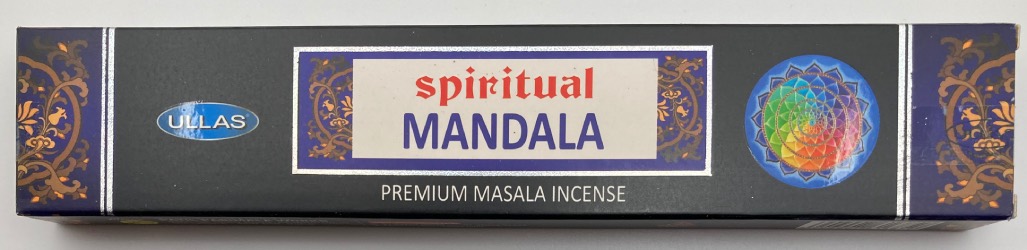 ULLAS
spiritual
MANDALA
PREMIUM MASALA INCENSE